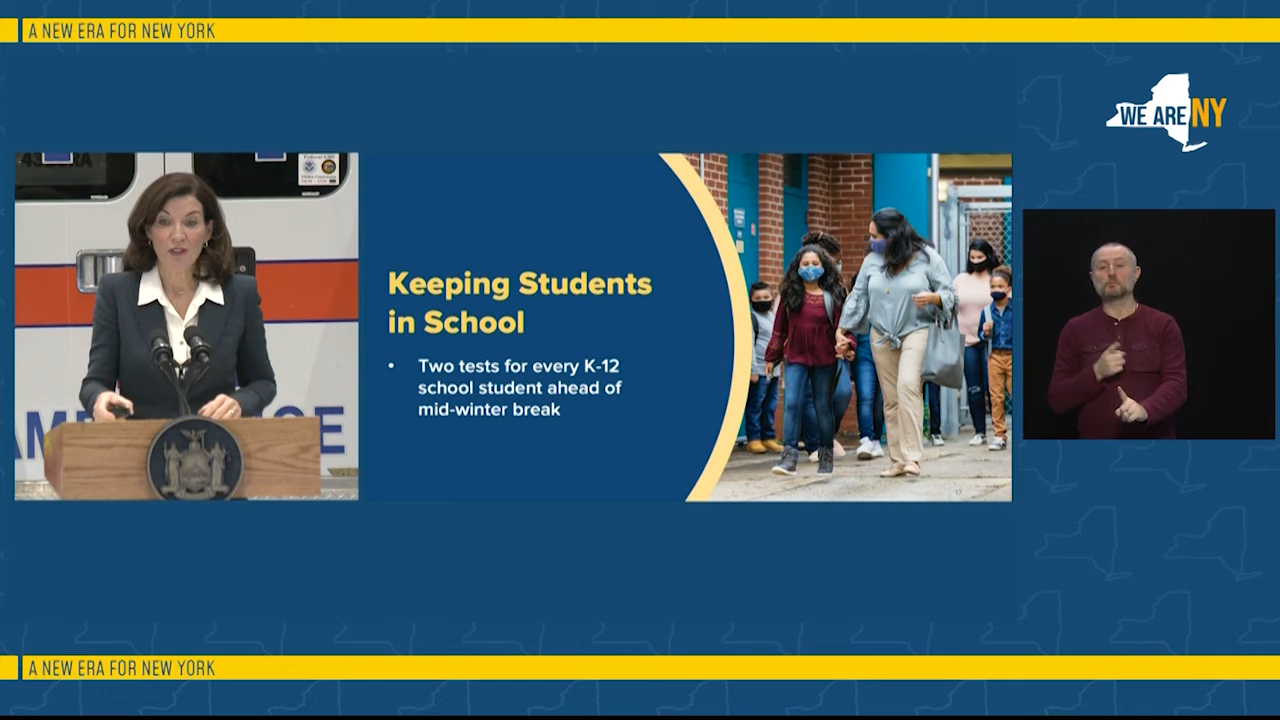 A NEW ERA FOR NEW YORK
WE ARE NY
Keeping Students
in School
• Two tests for every K-12
school student ahead of
mid-winter break
17
A NEW ERA FOR NEW YORK